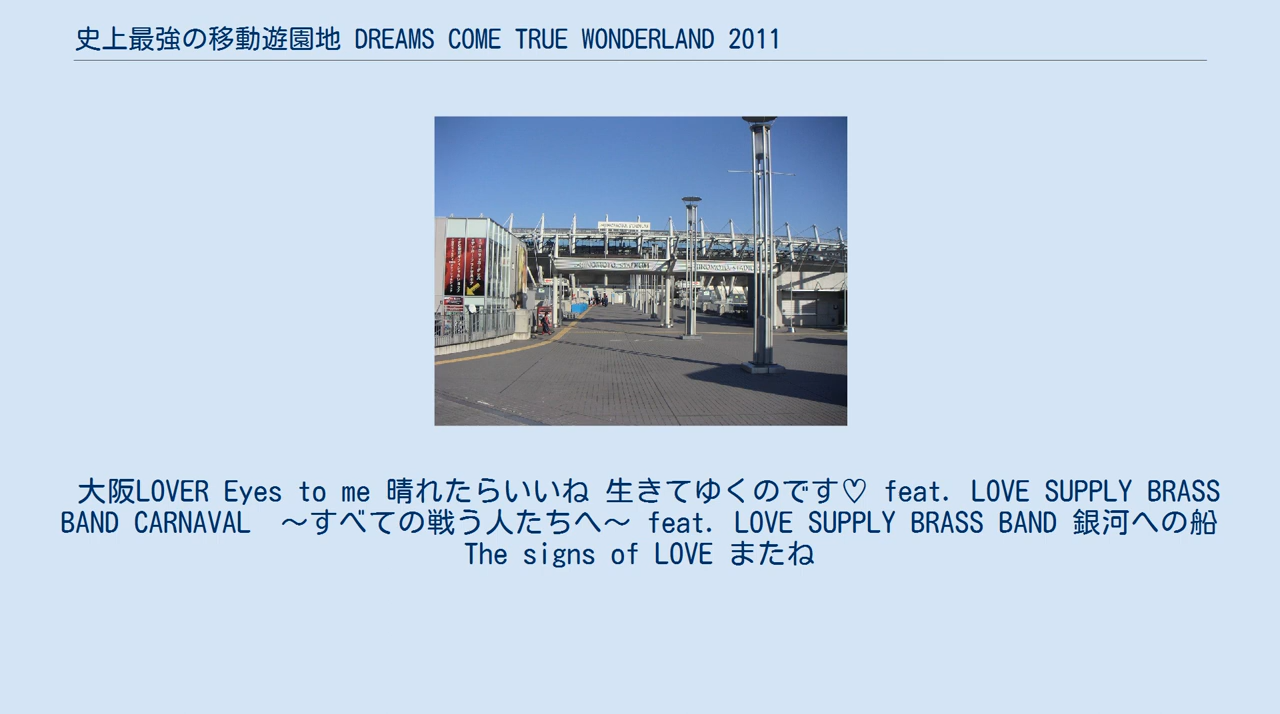 史上最強の移動遊園地 DREAMS COME TRUE WONDERLAND 2011
大阪LOVER Eyes to me 晴れたらいいね 生きてゆくのです♡ feat. LOVE SUPPLY BRASS
BAND CARNAVAL　～すべての戦う人たちへ～ feat. LOVE SUPPLY BRASS BAND 銀河への船
The signs of LOVE またね